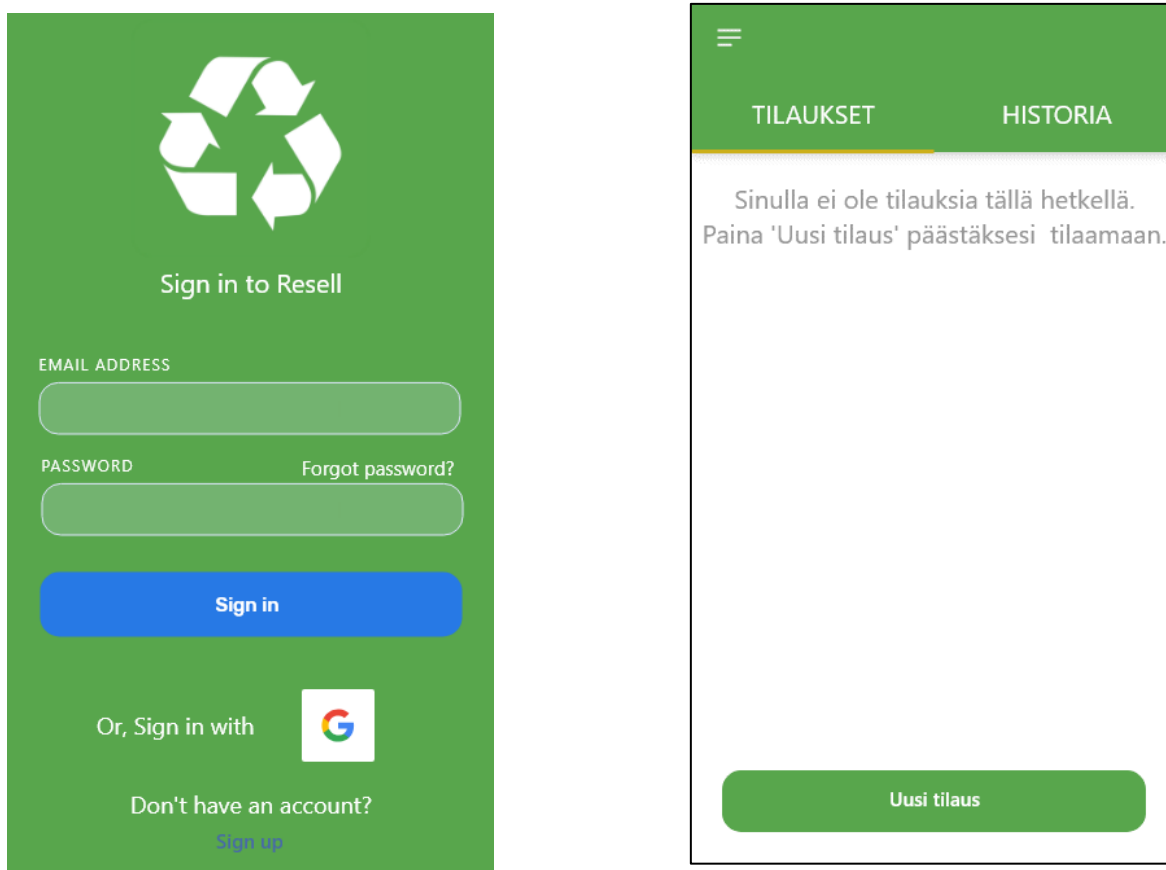 Sign in to Resell
EMAIL ADDRESS
PASSWORD
Forgot password?
Sign in
Or, Sign in with
G
Don't have an account?
Sign up
TILAUKSET
HISTORIA
Sinulla ei ole tilauksia tällä hetkellä.
Paina 'Uusi tilaus' päästäksesi tilaamaan.
Uusi tilaus